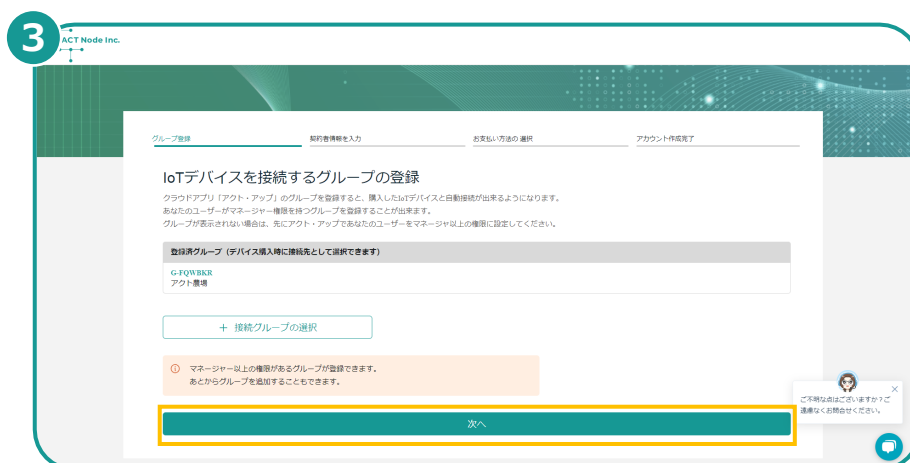 3
ACT Node Inc.
グループ登録
契約者情報を入力
お支払い方法の選択
アカウント作成完了
IoTデバイスを接続するグループの登録
クラウドアプリ「アクト・アップ」のグループを登録すると、購入したIoTデバイスと自動接続が出来るようになります。
あなたのユーザーがマネージャー権限を持つグループを登録することが出来ます。
グループが表示されない場合は、先にアクト・アップであなたのユーザーをマネージャ以上の権限に設定してください。
登録済グループ（デバイス購入時に接続先として選択できます）
G-FQWBKR
アクト農場
＋ 接続グループの選択
マネージャー以上の権限があるグループが登録できます。
あとからグループを追加することもできます。
次へ
ご不明な点はございますか？ご
遠慮なくお問合せください。